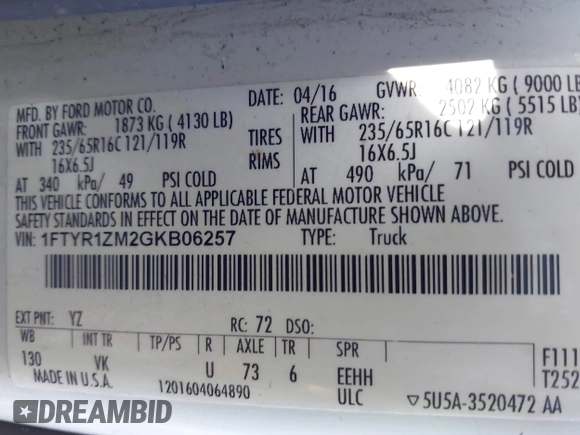 MFD. BY FORD MOTOR CO.
DATE: 04/16
GVWR: 4082 KG ( 9000 LB
FRONT GAWR: 1873 KG ( 4130 LB)
REAR GAWR: 2502 KG ( 5515 LB)
WITH 235/65R16C 121/119R
TIRES
WITH 235/65R16C 121/119R
16X6.5J
RIMS
16X6.5J
AT 340 kPa/ 49 PSI COLD
AT 490 kPa/ 71 PSI COLD
THIS VEHICLE CONFORMS TO ALL APPLICABLE FEDERAL MOTOR VEHICLE
SAFETY STANDARDS IN EFFECT ON THE DATE OF MANUFACTURE SHOWN ABOVE.
VIN: 1FTYR1ZM2GKB06257
TYPE: Truck
EXT PNT: YZ
RC: 72 DSO:
WB INT TR TP/PS R AXLE TR SPR
F111
130 VK U 73 6 EEHH
T252
MADE IN U.S.A.
1201604064890
ULC
▽5U5A-3520472 AA
DREAMBID